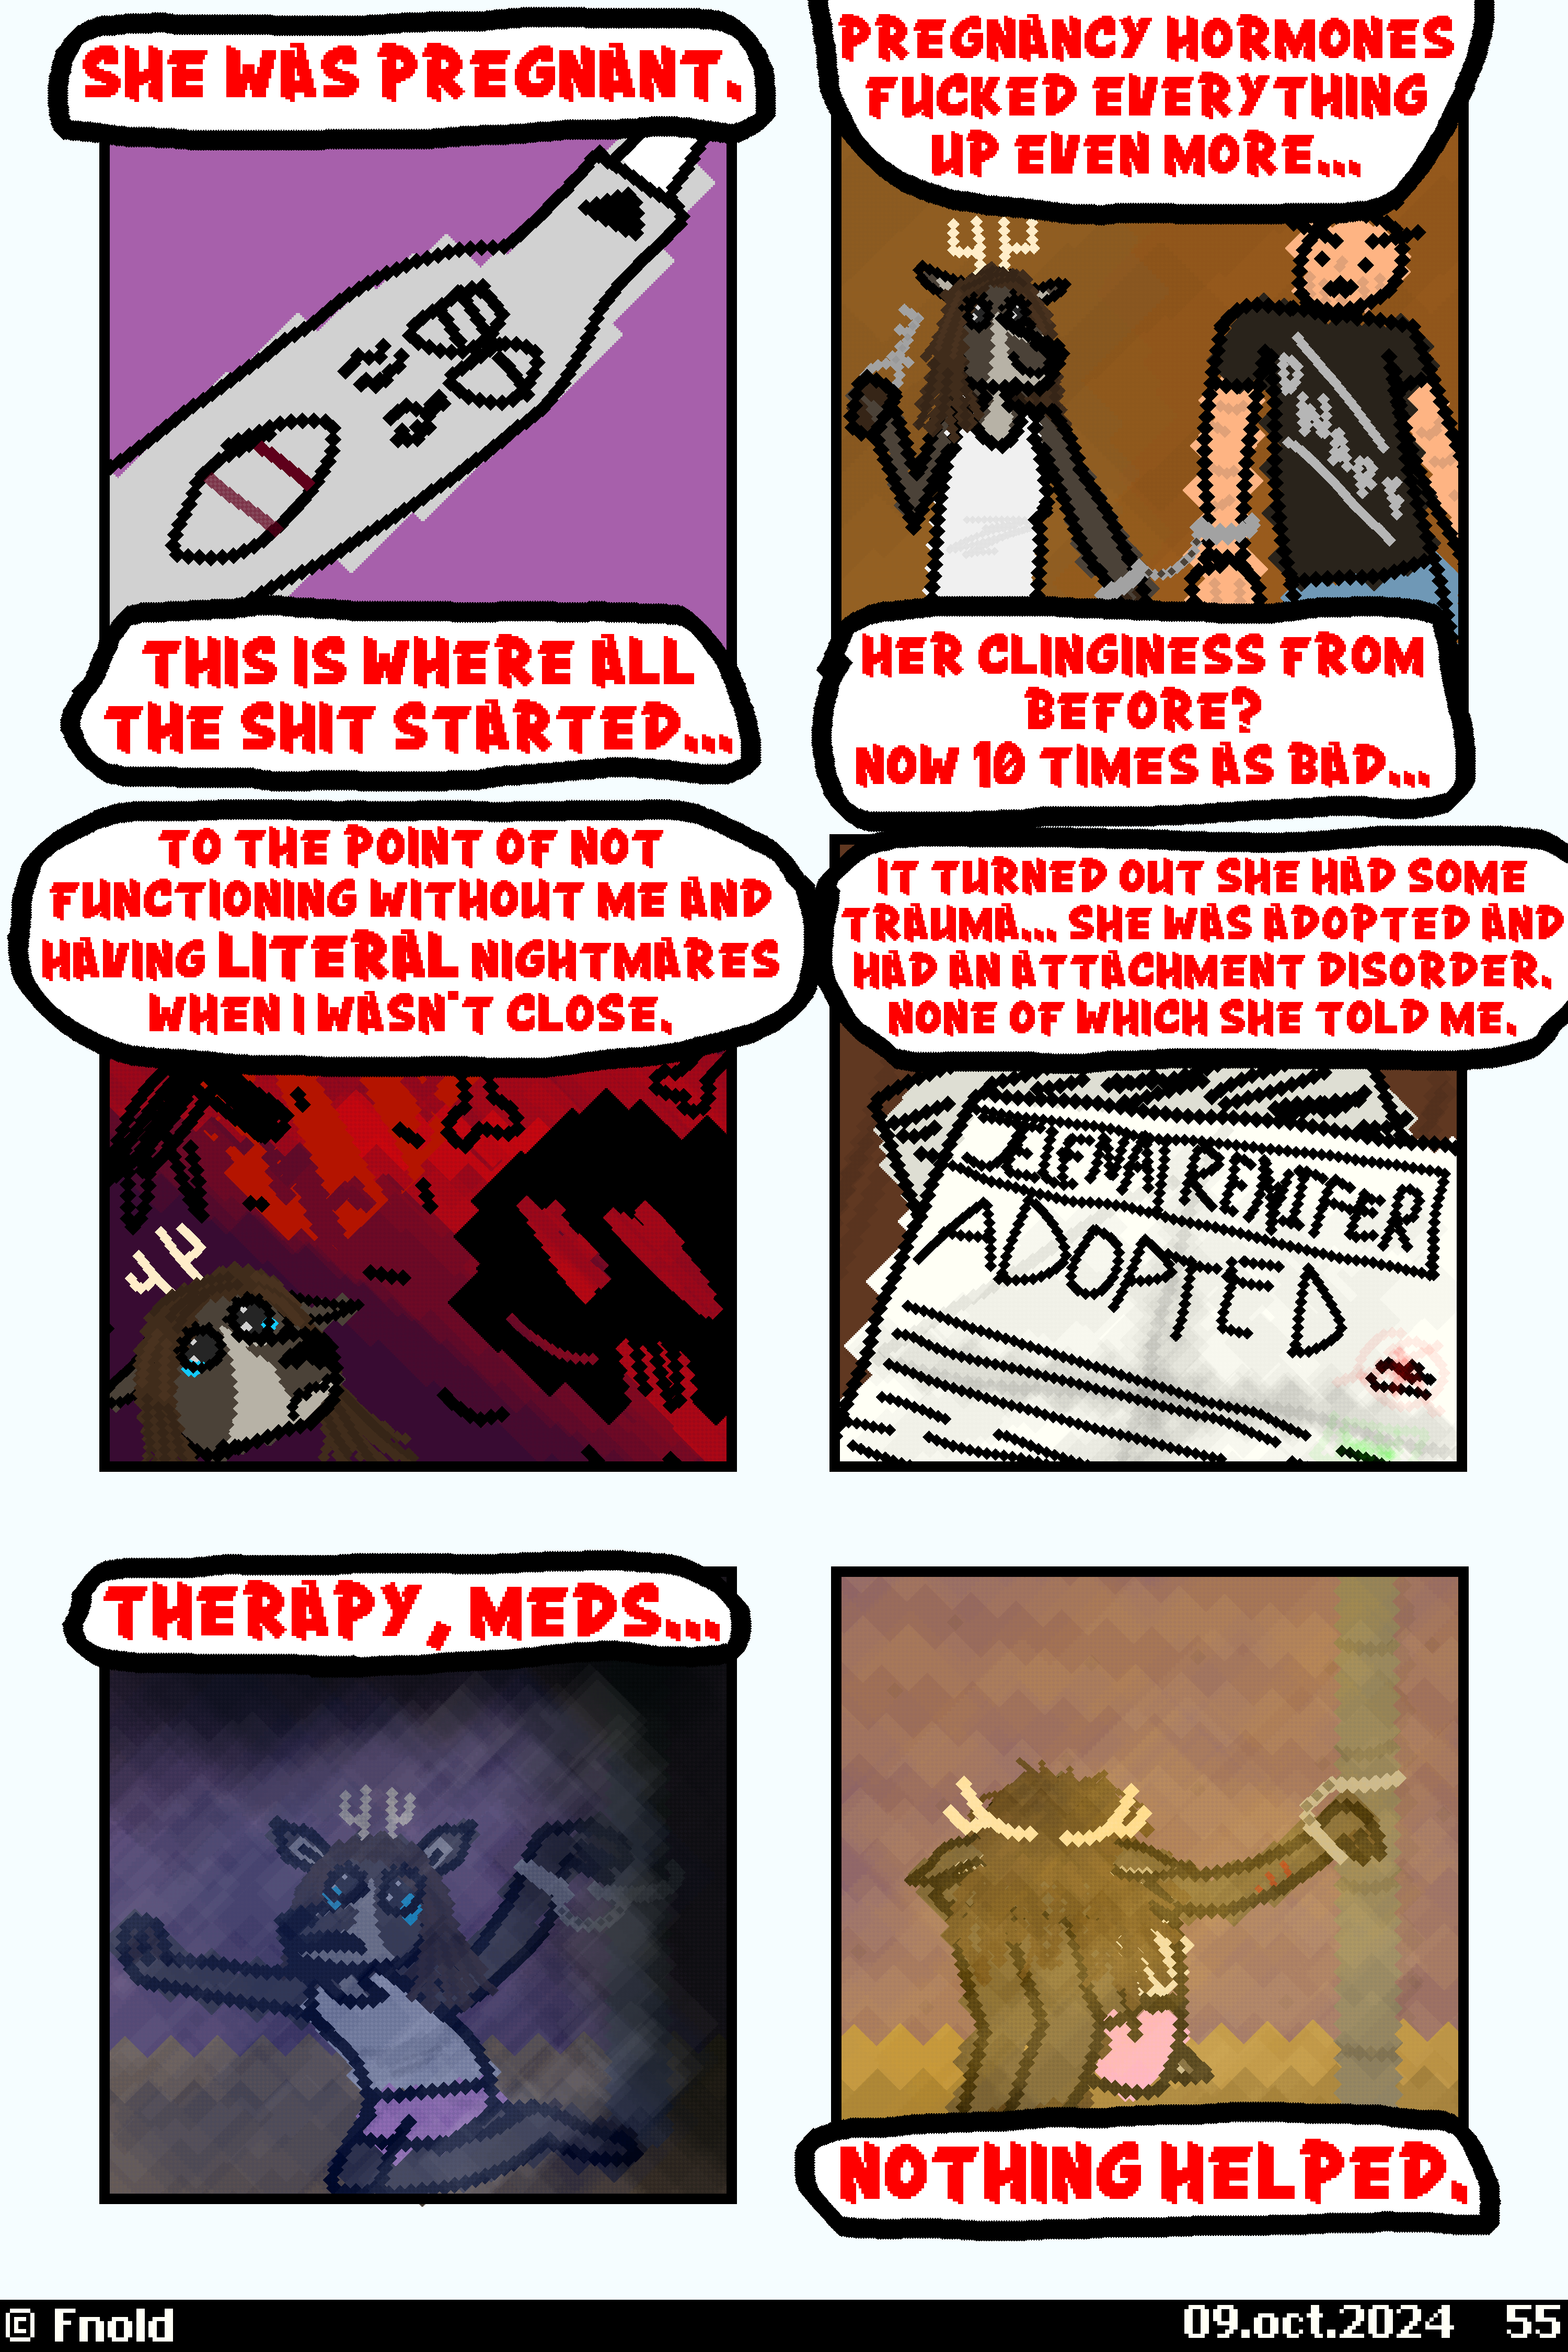 SHE WAS PREGNANT.
THIS IS WHERE ALL
THE SHIT STARTED...
PREGNANCY HORMONES
FUCKED EVERYTHING
UP EVEN MORE...
HER CLINGINESS FROM
BEFORE?
NOW 10 TIMES AS BAD...
TO THE POINT OF NOT
FUNCTIONING WITHOUT ME AND
HAVING LITERAL NIGHTMARES
WHEN I WASN'T CLOSE.
IT TURNED OUT SHE HAD SOME
TRAUMA... SHE WAS ADOPTED AND
HAD AN ATTACHMENT DISORDER.
NONE OF WHICH SHE TOLD ME.
JELENA RENIFER
ADOPTED
THERAPY, MEDS...
NOTHING HELPED.
© Fnold
09.oct.2024 55